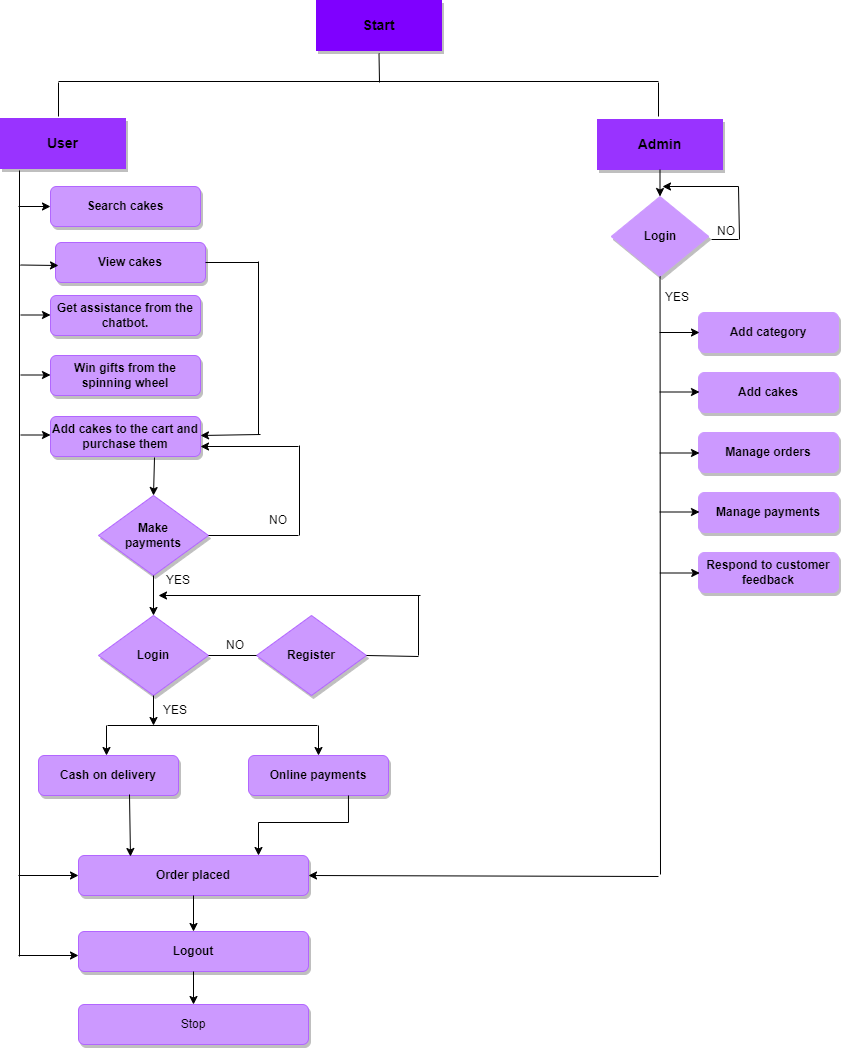 Start
User
Admin
Search cakes
Login
NO
View cakes
YES
Get assistance from the
chatbot.
Add category
Win gifts from the
spinning wheel
Add cakes
Add cakes to the cart and
purchase them
Manage orders
Make
payments
NO
Manage payments
YES
Respond to customer
feedback
Login
NO
Register
YES
Cash on delivery
Online payments
Order placed
Logout
Stop